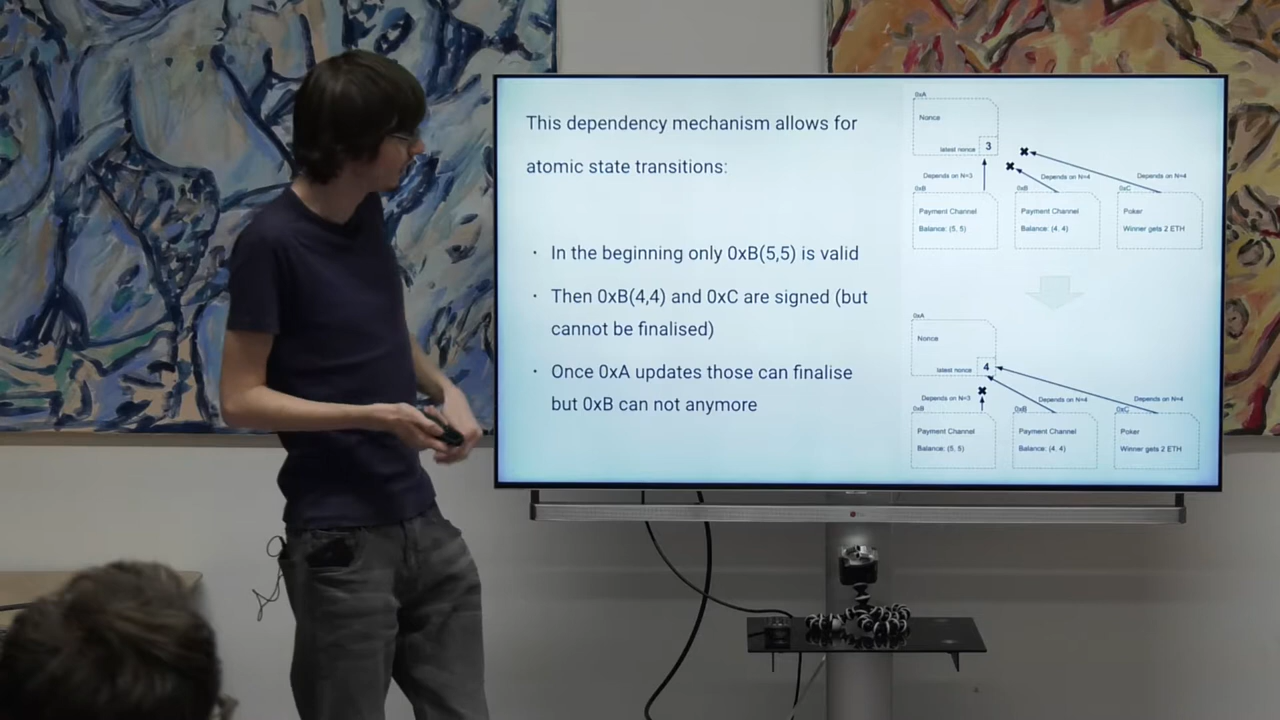 This dependency mechanism allows for
atomic state transitions:
· In the beginning only 0xB(5,5) is valid
· Then 0xB(4,4) and 0xC are signed (but
cannot be finalised)
· Once 0xA updates those can finalise
but 0xB can not anymore
0xA
Nonce
latest nonce 3
Depends on N=3 Depends on N=4 Depends on N=4
0xB 0xB 0xC
Payment Channel Payment Channel Poker
Balance: (5, 5) Balance: (4, 4) Winner gets 2 ETH
0xA
Nonce
latest nonce 4
Depends on N=3 Depends on N=4 Depends on N=4
0xB 0xB 0xC
Payment Channel Payment Channel Poker
Balance: (5, 5) Balance: (4, 4) Winner gets 2 ETH